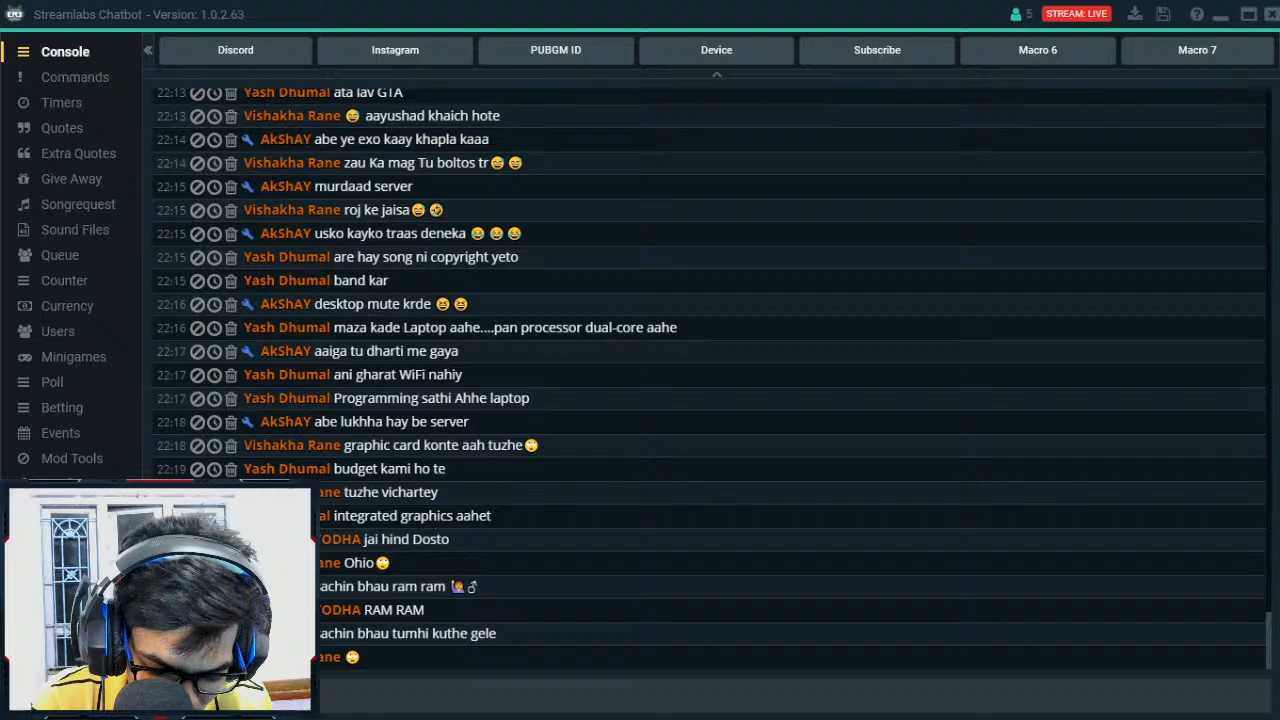 Streamlabs Chatbot - Version: 1.0.2.63
5
STREAM: LIVE
Console
Commands
Timers
Quotes
Extra Quotes
Give Away
Songrequest
Sound Files
Queue
Counter
Currency
Users
Minigames
Poll
Betting
Events
Mod Tools
Discord
Instagram
PUBGM ID
Device
Subscribe
Macro 6
Macro 7
22:13 Yash Dhumal ata lav GTA
22:13 Vishakha Rane 😅 aayushad khaich hote
22:14 AkShAY abe ye exo kaay khapla kaaa
22:14 Vishakha Rane zau Ka mag Tu boltos tr😅 😅
22:15 AkShAY murdaad server
22:15 Vishakha Rane roj ke jaisa😅 🤣
22:15 AkShAY usko kayko traas deneka 😂 😂 😂
22:15 Yash Dhumal are hay song ni copyright yeto
22:15 Yash Dhumal band kar
22:16 AkShAY desktop mute krde 😆 😆
22:16 Yash Dhumal maza kade Laptop aahe....pan processor dual-core aahe
22:17 AkShAY aaiga tu dharti me gaya
22:17 Yash Dhumal ani gharat WiFi nahiy
22:17 Yash Dhumal Programming sathi Ahhe laptop
22:18 AkShAY abe lukhha hay be server
22:18 Vishakha Rane graphic card konte aah tuzhe🙄
22:19 Yash Dhumal budget kami ho te
ane tuzhe vichartey
al integrated graphics aahet
ODHA jai hind Dosto
ane Ohio🙄
achin bhau ram ram 🙋♂
ODHA RAM RAM
achin bhau tumhi kuthe gele
ane 🙄